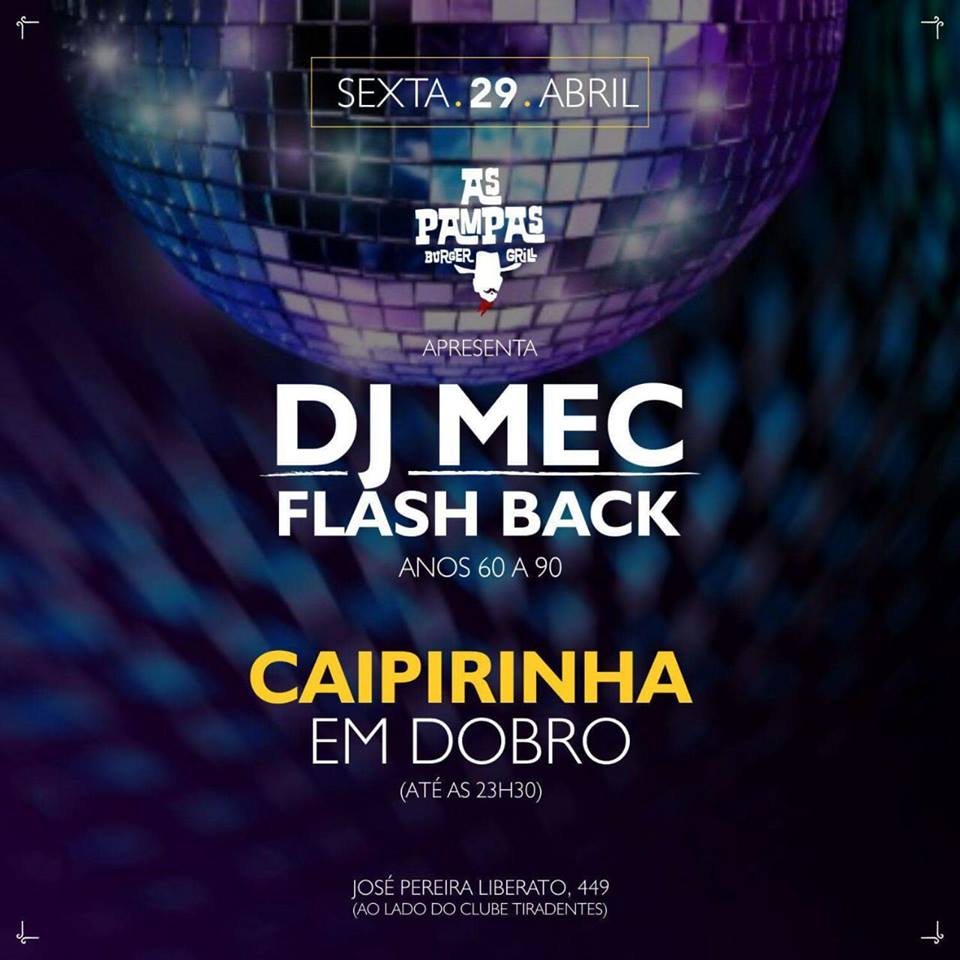 SEXTA.29.ABRIL
AS
PAMPAS
BURGER GRILL
APRESENTA
DJ MEC
FLASH BACK
ANOS 60 A 90
CAIPIRINHA
EM DOBRO
(ATÉ AS 23H30)
JOSÉ PEREIRA LIBERATO, 449
(AO LADO DO CLUBE TIRADENTES)